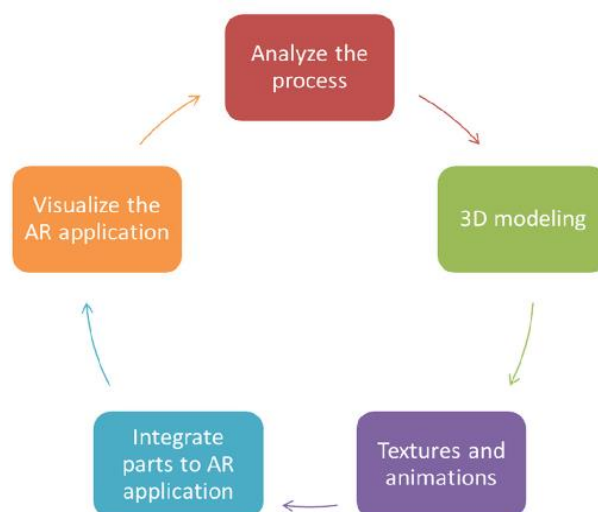 Analyze the
process
3D modeling
Textures and
animations
Integrate
parts to AR
application
Visualize the
AR application